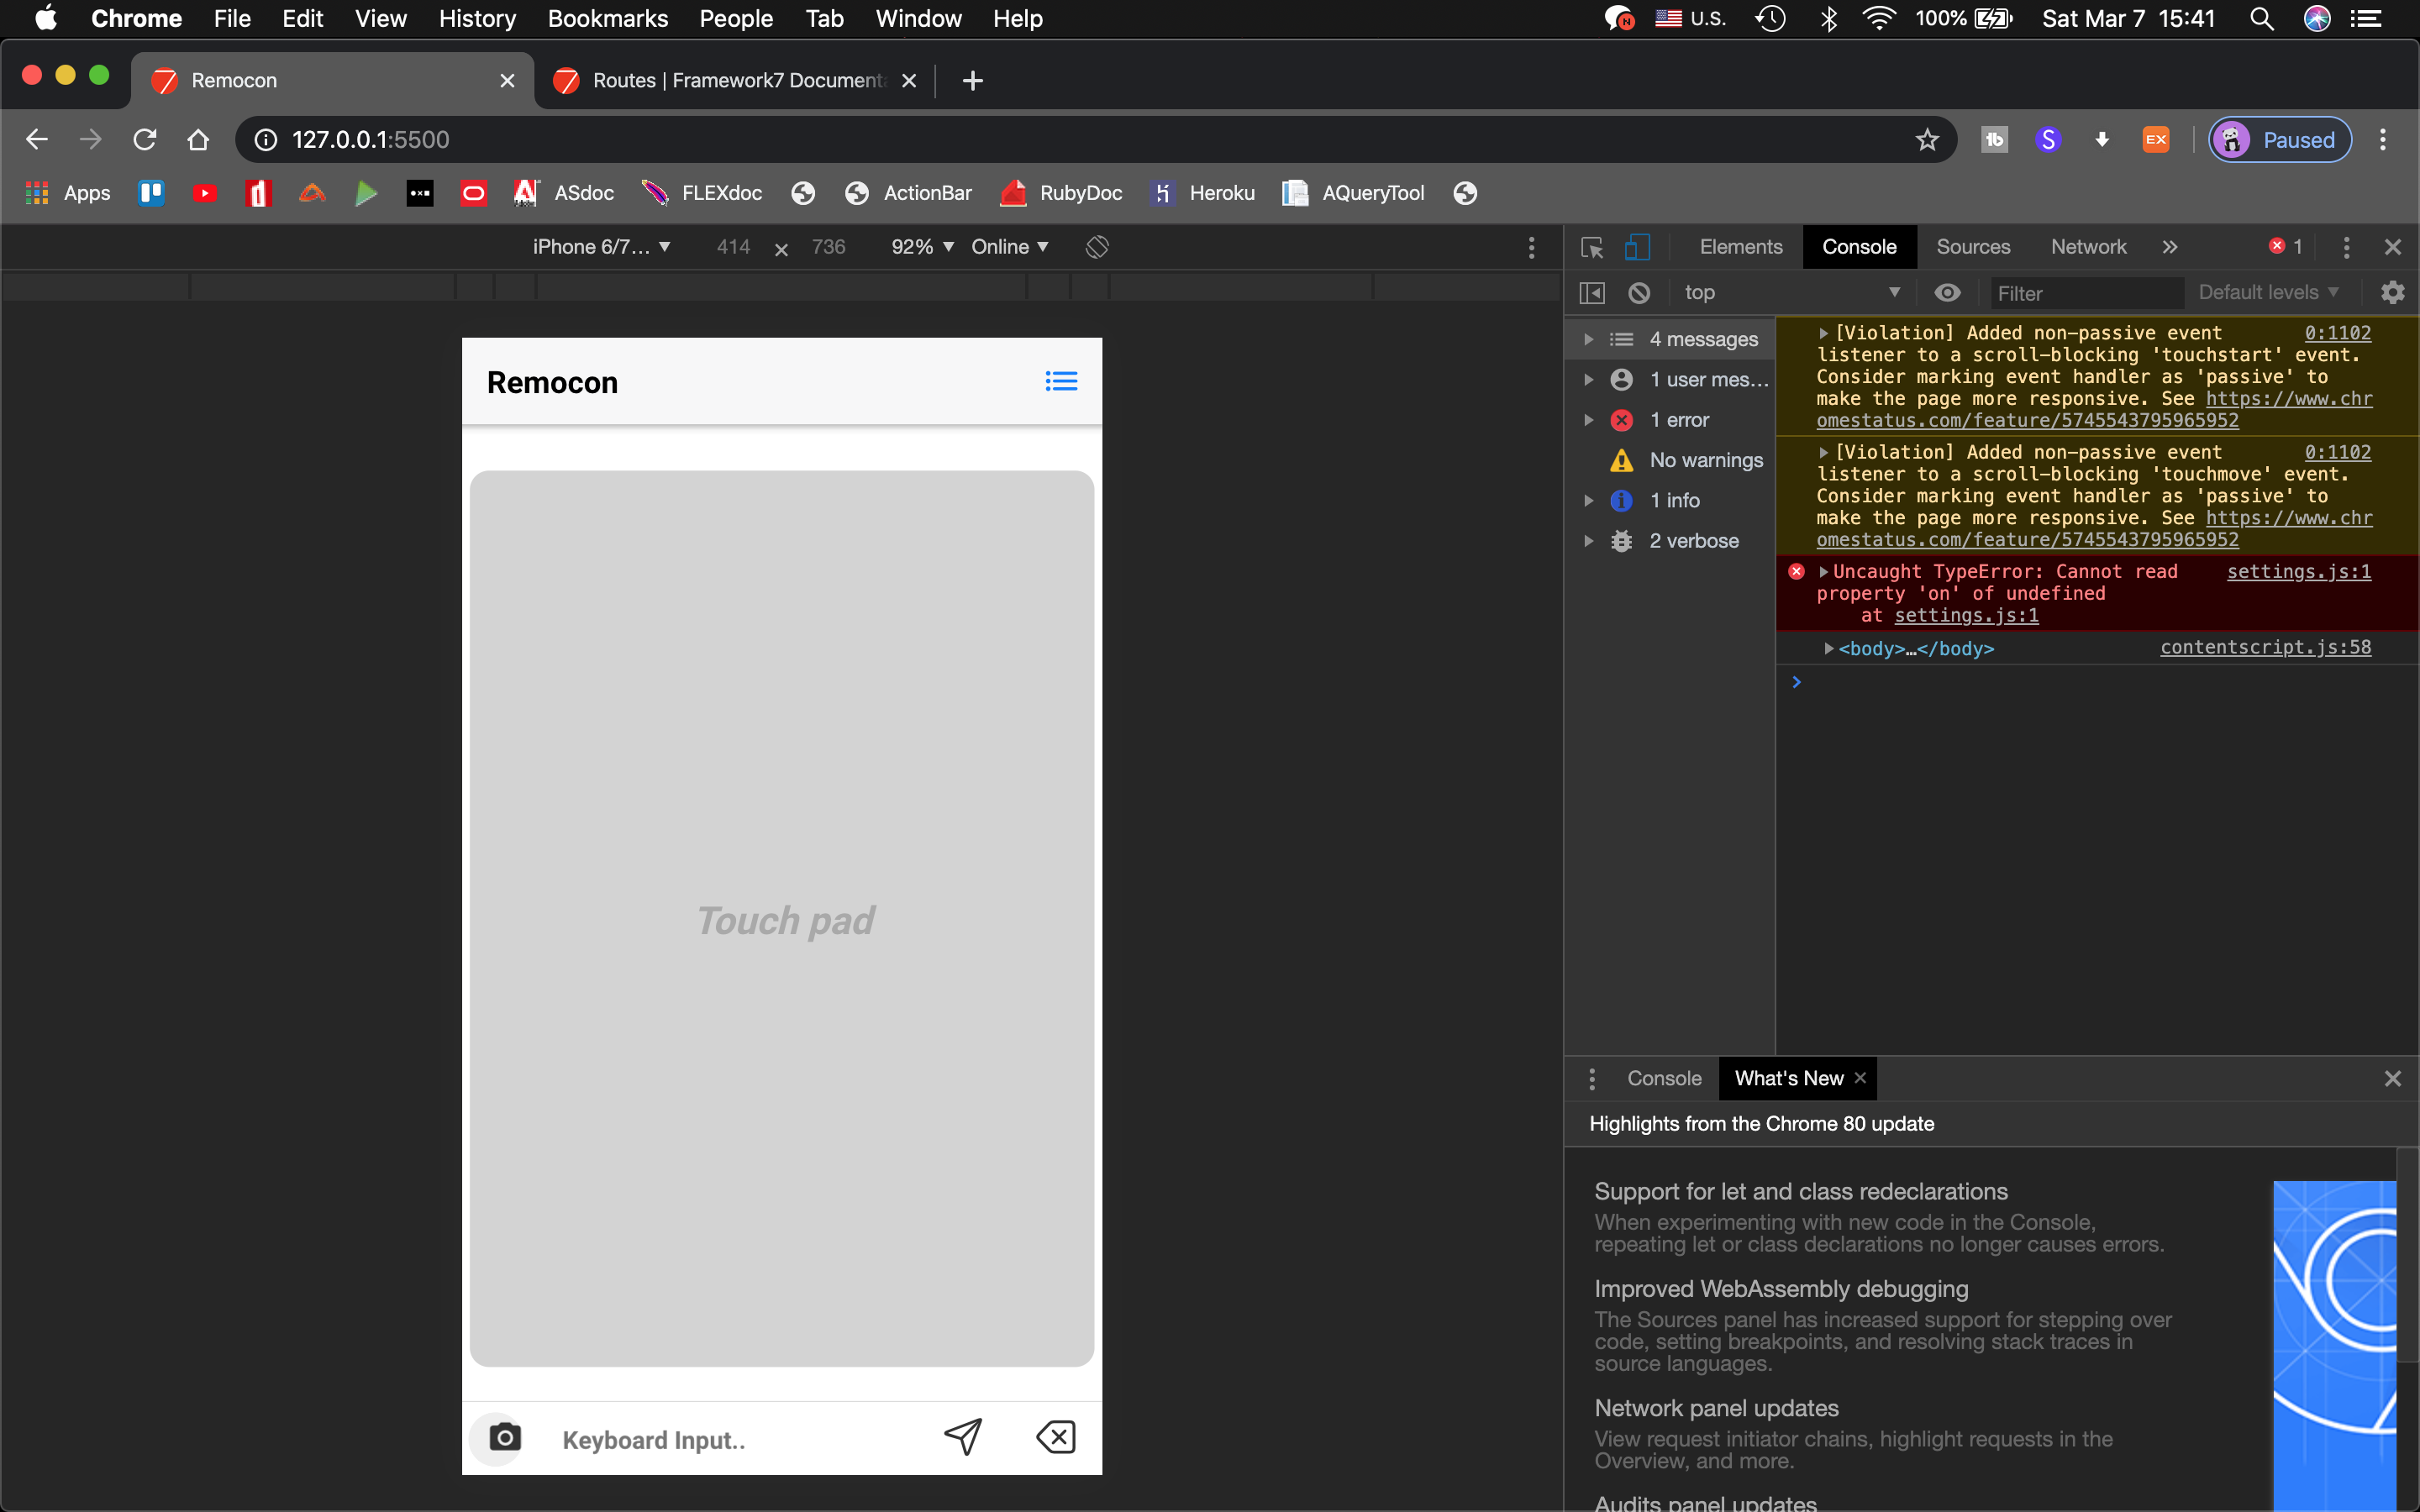 Chrome File Edit View History Bookmarks People Tab Window Help
N U.S. 100% Sat Mar 7 15:41
Remocon
Routes | Framework7 Documenta
127.0.0.1:5500
tb S EX Paused
Apps ASdoc FLEXdoc ActionBar RubyDoc Heroku AQueryTool
iPhone 6/7… ▼ 414 × 736 92% ▼ Online ▼
Elements Console Sources Network » 1
top ▼ Filter Default levels ▼
4 messages
1 user mes…
1 error
No warnings
1 info
2 verbose
[Violation] Added non-passive event 0:1102
listener to a scroll-blocking 'touchstart' event.
Consider marking event handler as 'passive' to
make the page more responsive. See https://www.chr
omestatus.com/feature/5745543795965952
[Violation] Added non-passive event 0:1102
listener to a scroll-blocking 'touchmove' event.
Consider marking event handler as 'passive' to
make the page more responsive. See https://www.chr
omestatus.com/feature/5745543795965952
Uncaught TypeError: Cannot read settings.js:1
property 'on' of undefined
at settings.js:1
<body>…</body> contentscript.js:58
Remocon
Touch pad
Keyboard Input..
Console What's New
Highlights from the Chrome 80 update
Support for let and class redeclarations
When experimenting with new code in the Console,
repeating let or class declarations no longer causes errors.
Improved WebAssembly debugging
The Sources panel has increased support for stepping over
code, setting breakpoints, and resolving stack traces in
source languages.
Network panel updates
View request initiator chains, highlight requests in the
Overview, and more.
Audits panel updates